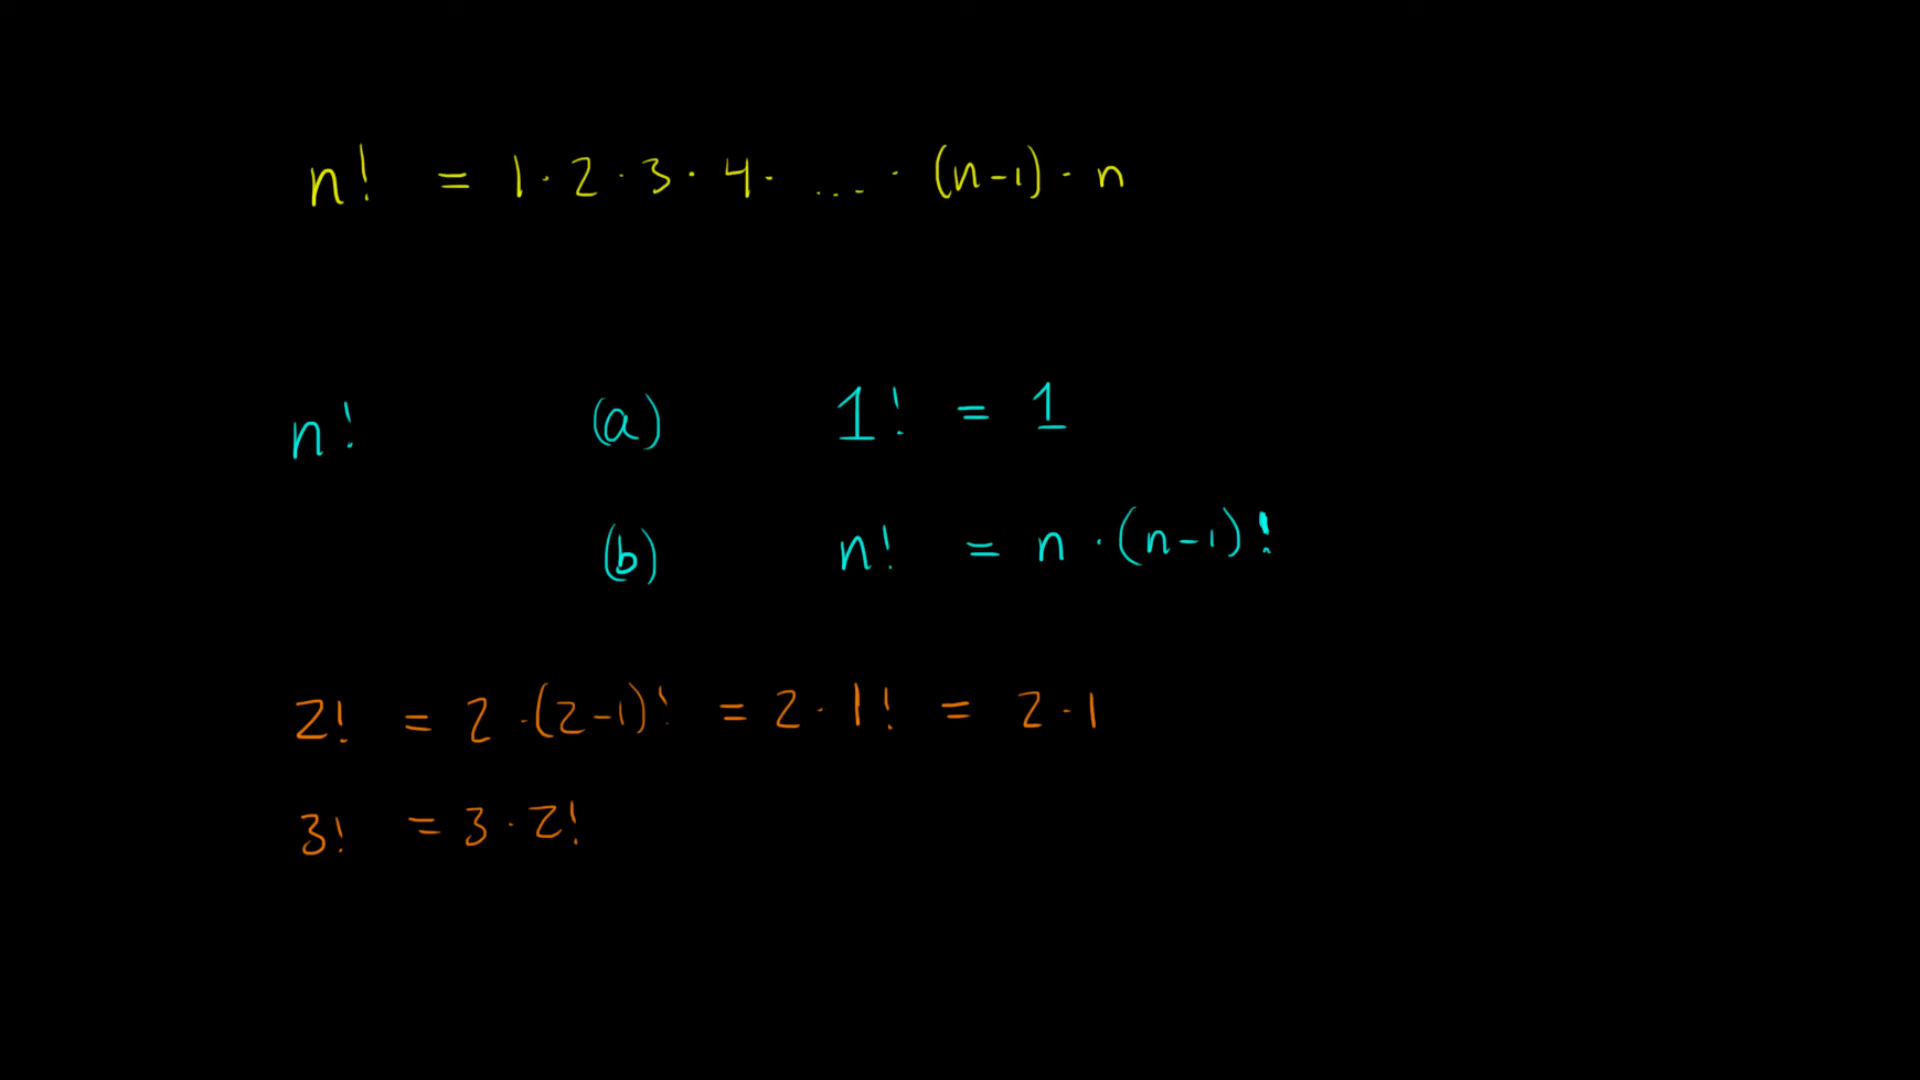 n! = 1 · 2 · 3 · 4 · ... · (n-1) · n
n! (a) 1! = 1
(b) n! = n · (n-1)!
2! = 2 · (2-1)! = 2 · 1! = 2 · 1
3! = 3 · 2!